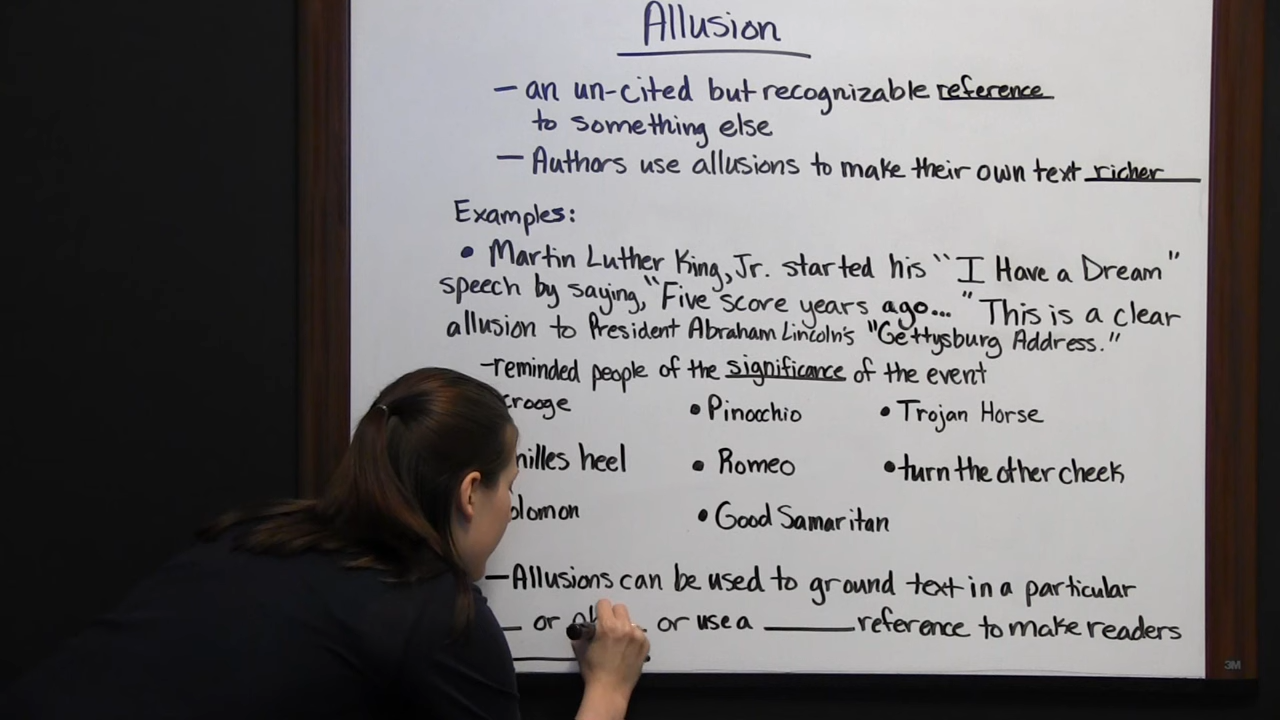 Allusion
— an un-cited but recognizable reference
to something else
— Authors use allusions to make their own text richer
Examples:
• Martin Luther King, Jr. started his "I Have a Dream"
speech by saying, "Five score years ago..." This is a clear
allusion to President Abraham Lincoln's "Gettysburg Address."
—reminded people of the significance of the event
crooge • Pinocchio • Trojan Horse
hilles heel • Romeo • turn the other cheek
olomon • Good Samaritan
—Allusions can be used to ground text in a particular
or or use a ______ reference to make readers
3M